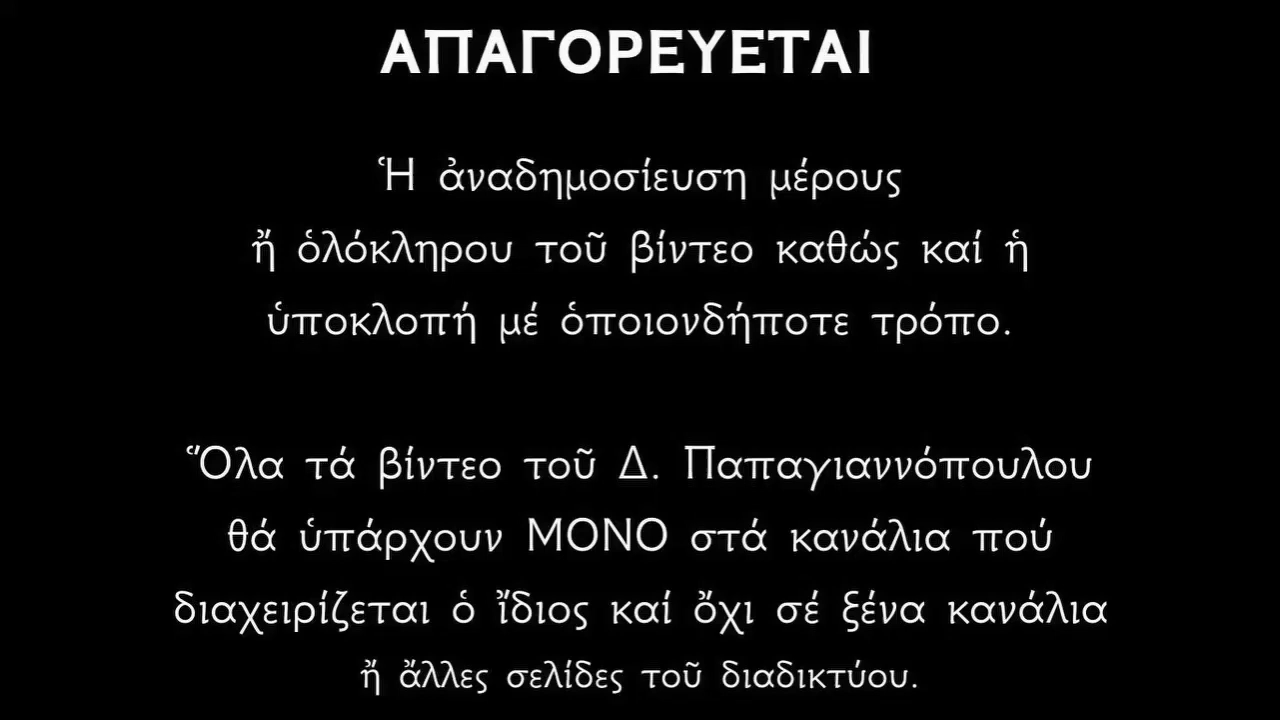 ΑΠΑΓΟΡΕΥΕΤΑΙ
Ἡ ἀναδημοσίευση μέρους
ἤ ὁλόκληρου τοῦ βίντεο καθώς καί ἡ
ὑποκλοπή μέ ὁποιονδήποτε τρόπο.
Ὅλα τά βίντεο τοῦ Δ. Παπαγιαννόπουλου
θά ὑπάρχουν ΜΟΝΟ στά κανάλια πού
διαχειρίζεται ὁ ἴδιος καί ὄχι σέ ξένα κανάλια
ἤ ἄλλες σελίδες τοῦ διαδικτύου.